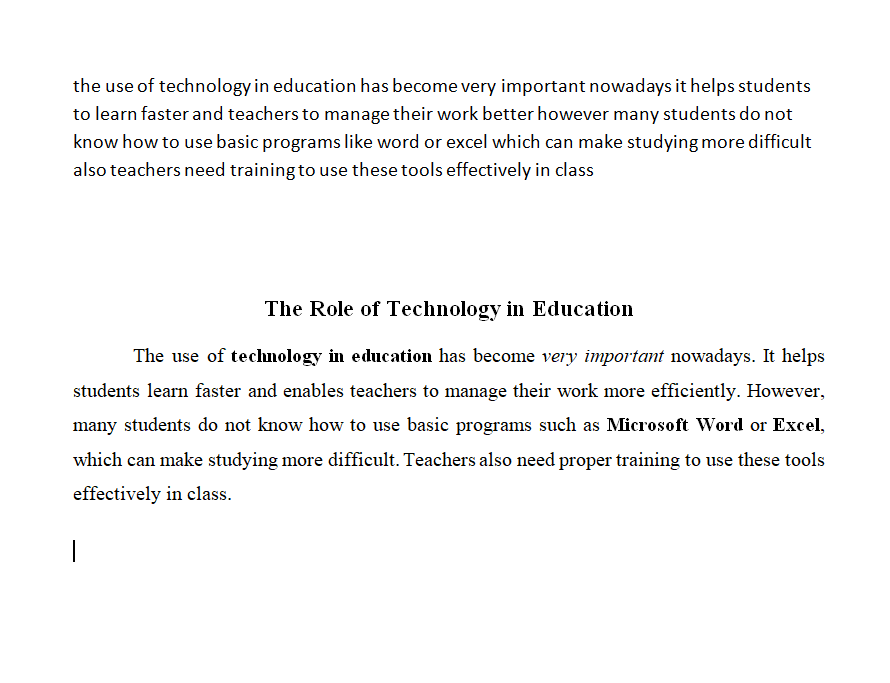 the use of technology in education has become very important nowadays it helps students
to learn faster and teachers to manage their work better however many students do not
know how to use basic programs like word or excel which can make studying more difficult
also teachers need training to use these tools effectively in class
The Role of Technology in Education
The use of technology in education has become very important nowadays. It helps
students learn faster and enables teachers to manage their work more efficiently. However,
many students do not know how to use basic programs such as Microsoft Word or Excel,
which can make studying more difficult. Teachers also need proper training to use these tools
effectively in class.